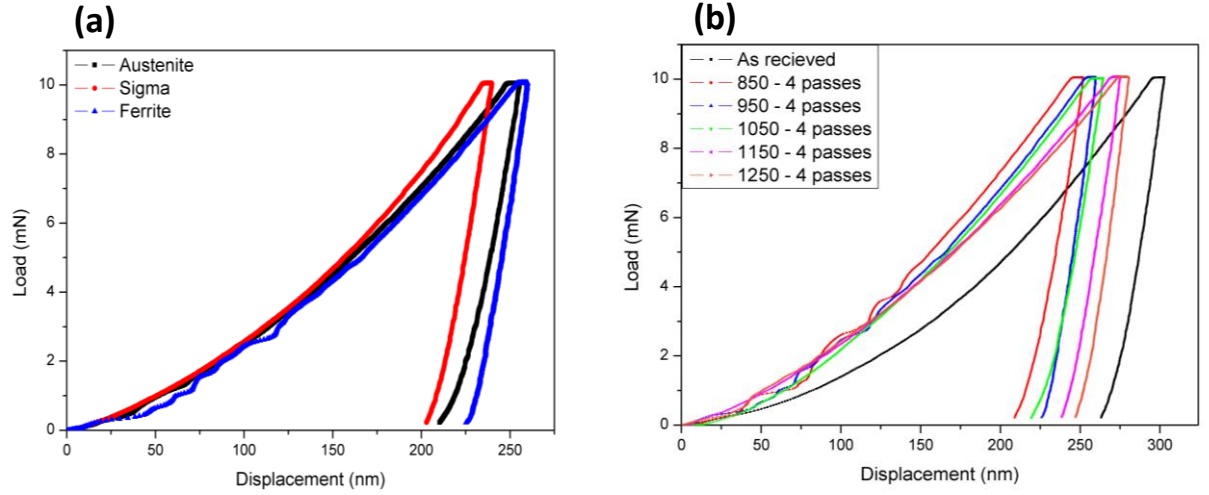 (a)
Austenite
Sigma
Ferrite
10
8
6
4
2
0
0
50
100
150
200
250
Load (mN)
Displacement (nm)
(b)
As recieved
850 - 4 passes
950 - 4 passes
1050 - 4 passes
1150 - 4 passes
1250 - 4 passes
10
8
6
4
2
0
0
50
100
150
200
250
300
Load (mN)
Displacement (nm)